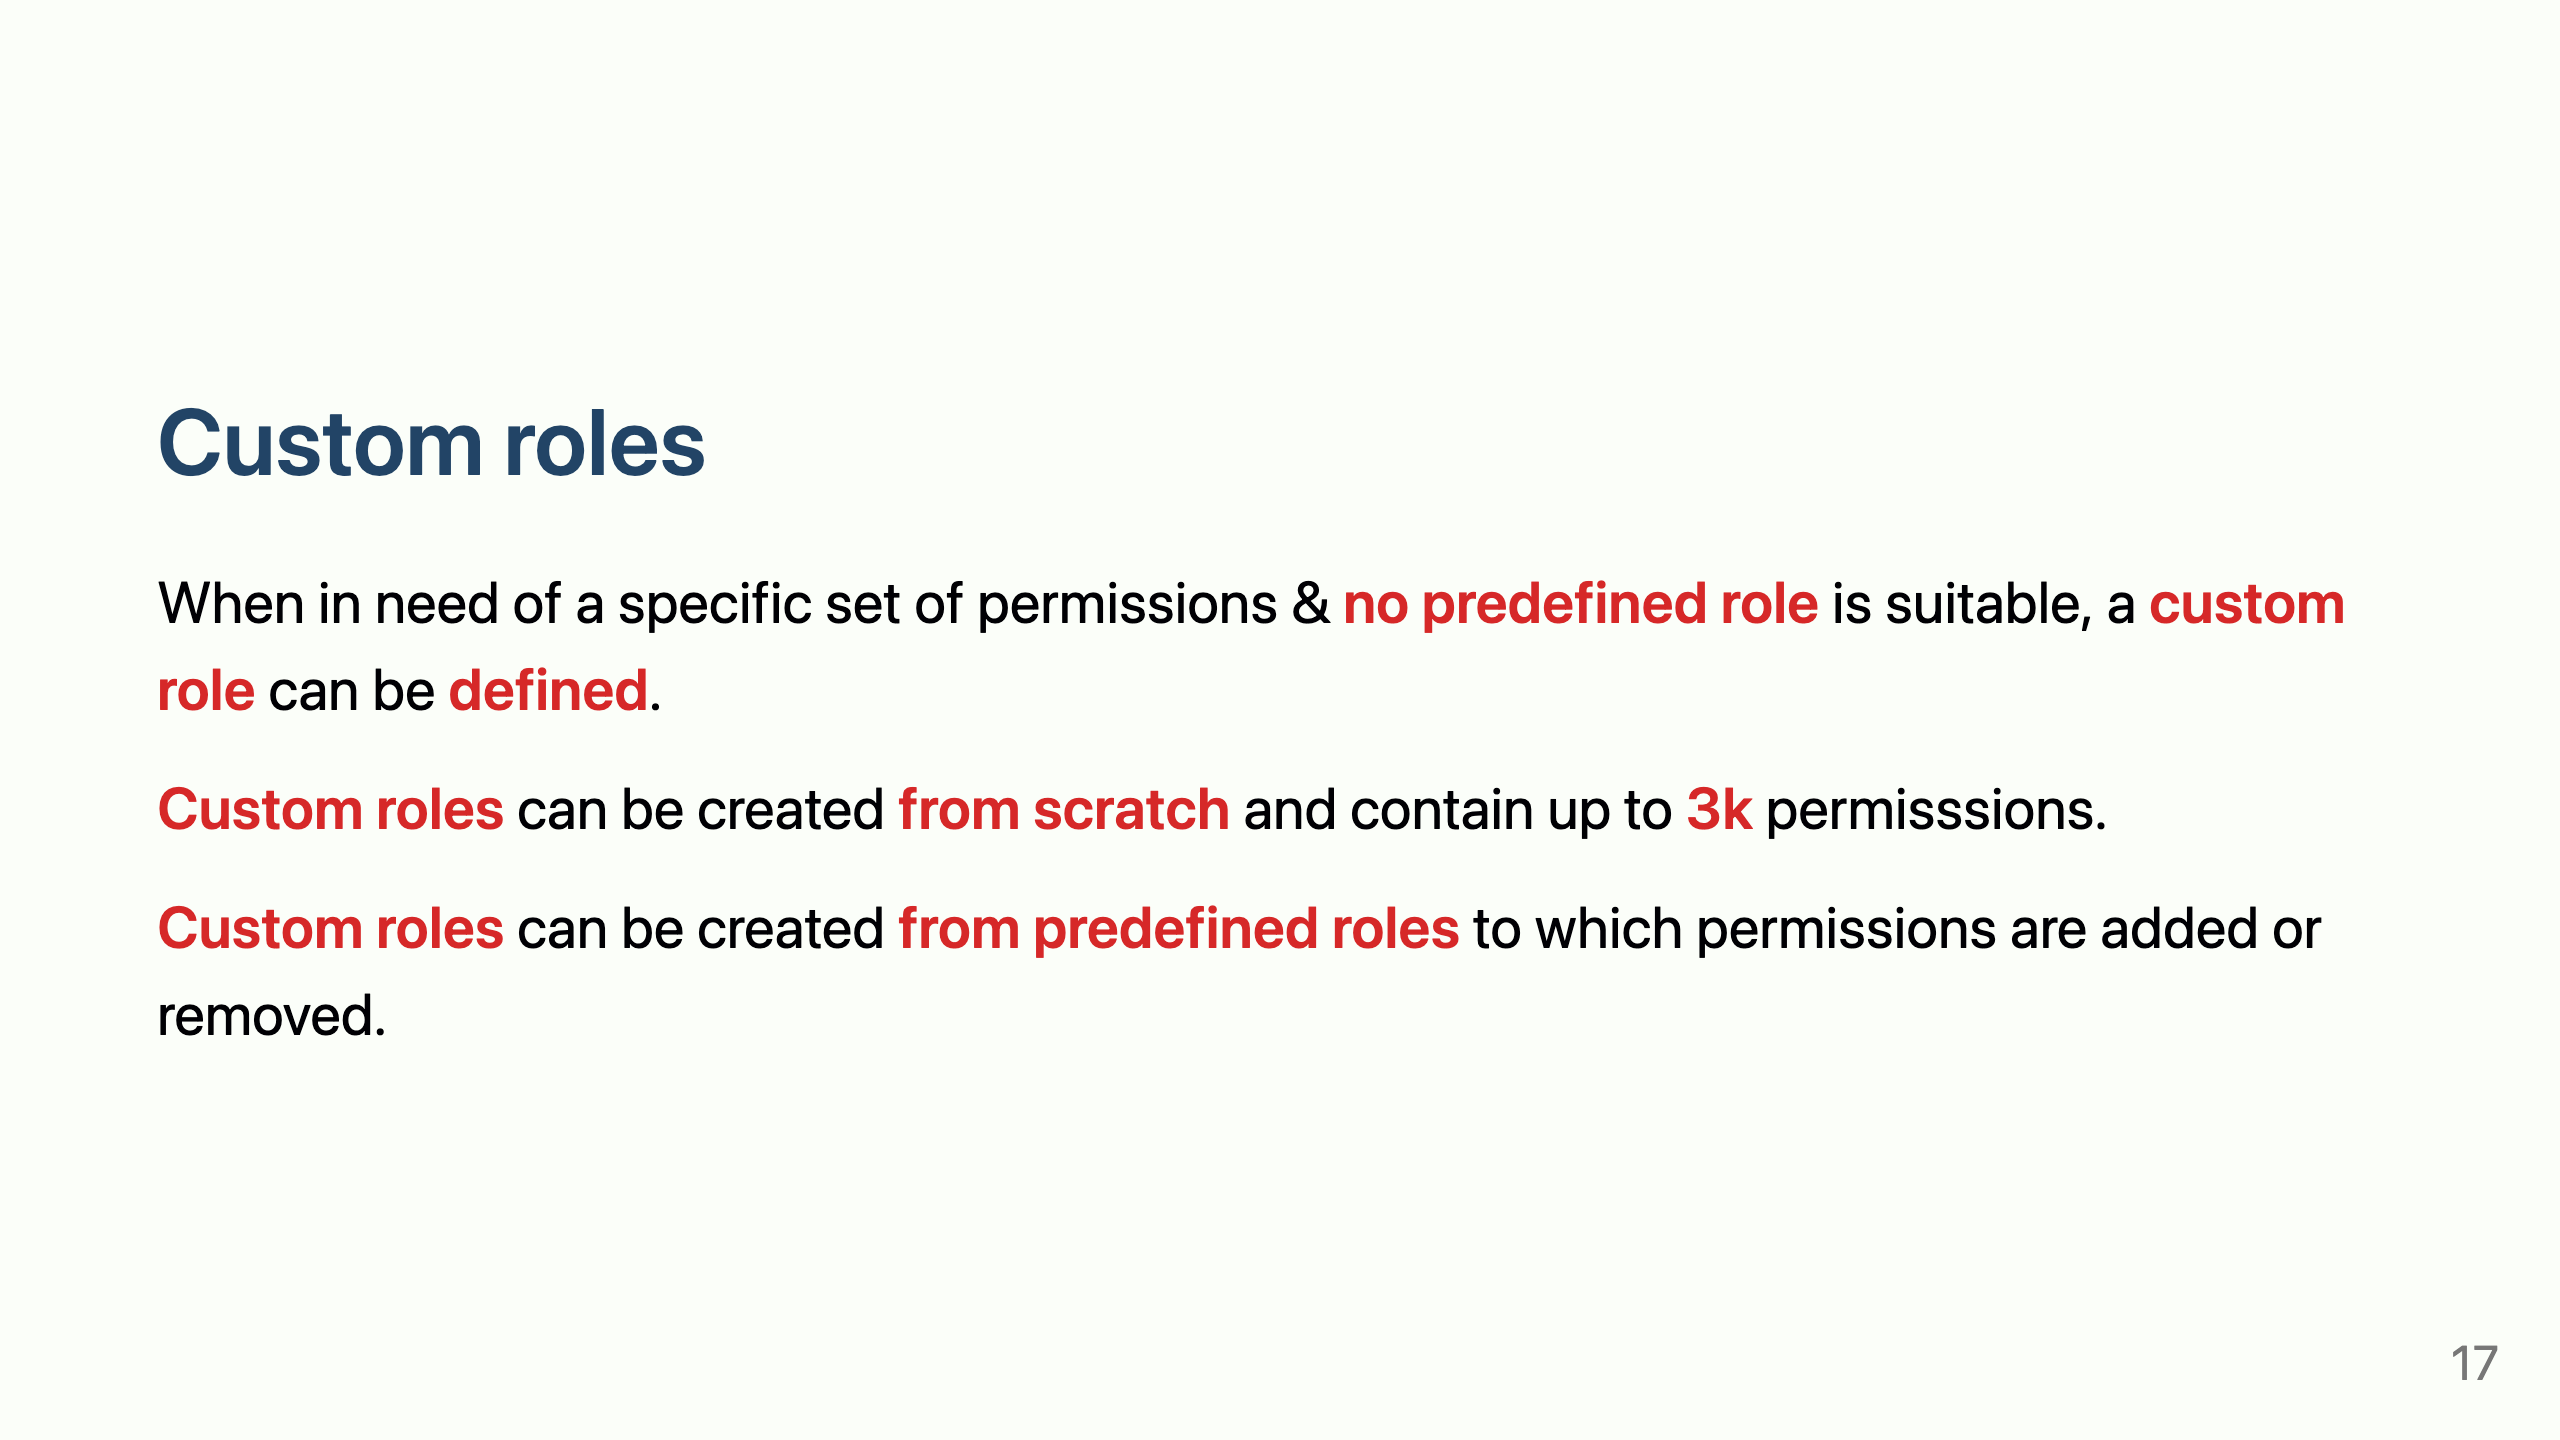 Custom roles
When in need of a specific set of permissions & no predefined role is suitable, a custom
role can be defined.
Custom roles can be created from scratch and contain up to 3k permisssions.
Custom roles can be created from predefined roles to which permissions are added or
removed.
17